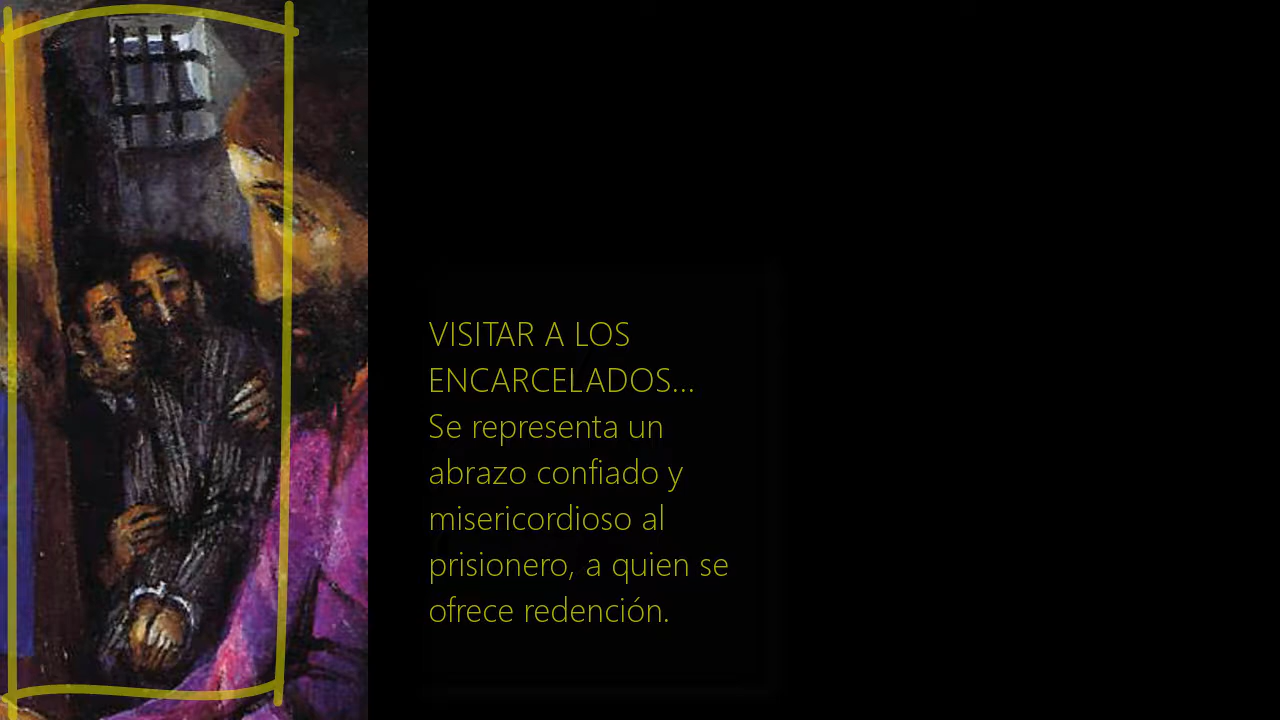 VISITAR A LOS
ENCARCELADOS...
Se representa un
abrazo confiado y
misericordioso al
prisionero, a quien se
ofrece redención.